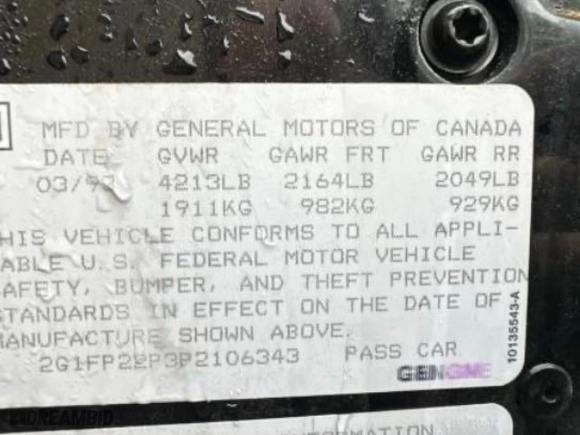 MFD BY GENERAL MOTORS OF CANADA
DATE GVWR GAWR FRT GAWR RR
4213LB 2164LB 2049LB
1911KG 982KG 929KG
HIS VEHICLE CONFORMS TO ALL APPLI-
ABLE U.S. FEDERAL MOTOR VEHICLE
SAFETY, BUMPER, AND THEFT PREVENTION
STANDARDS IN EFFECT ON THE DATE OF
MANUFACTURE SHOWN ABOVE.
PASS CAR
10135543-A